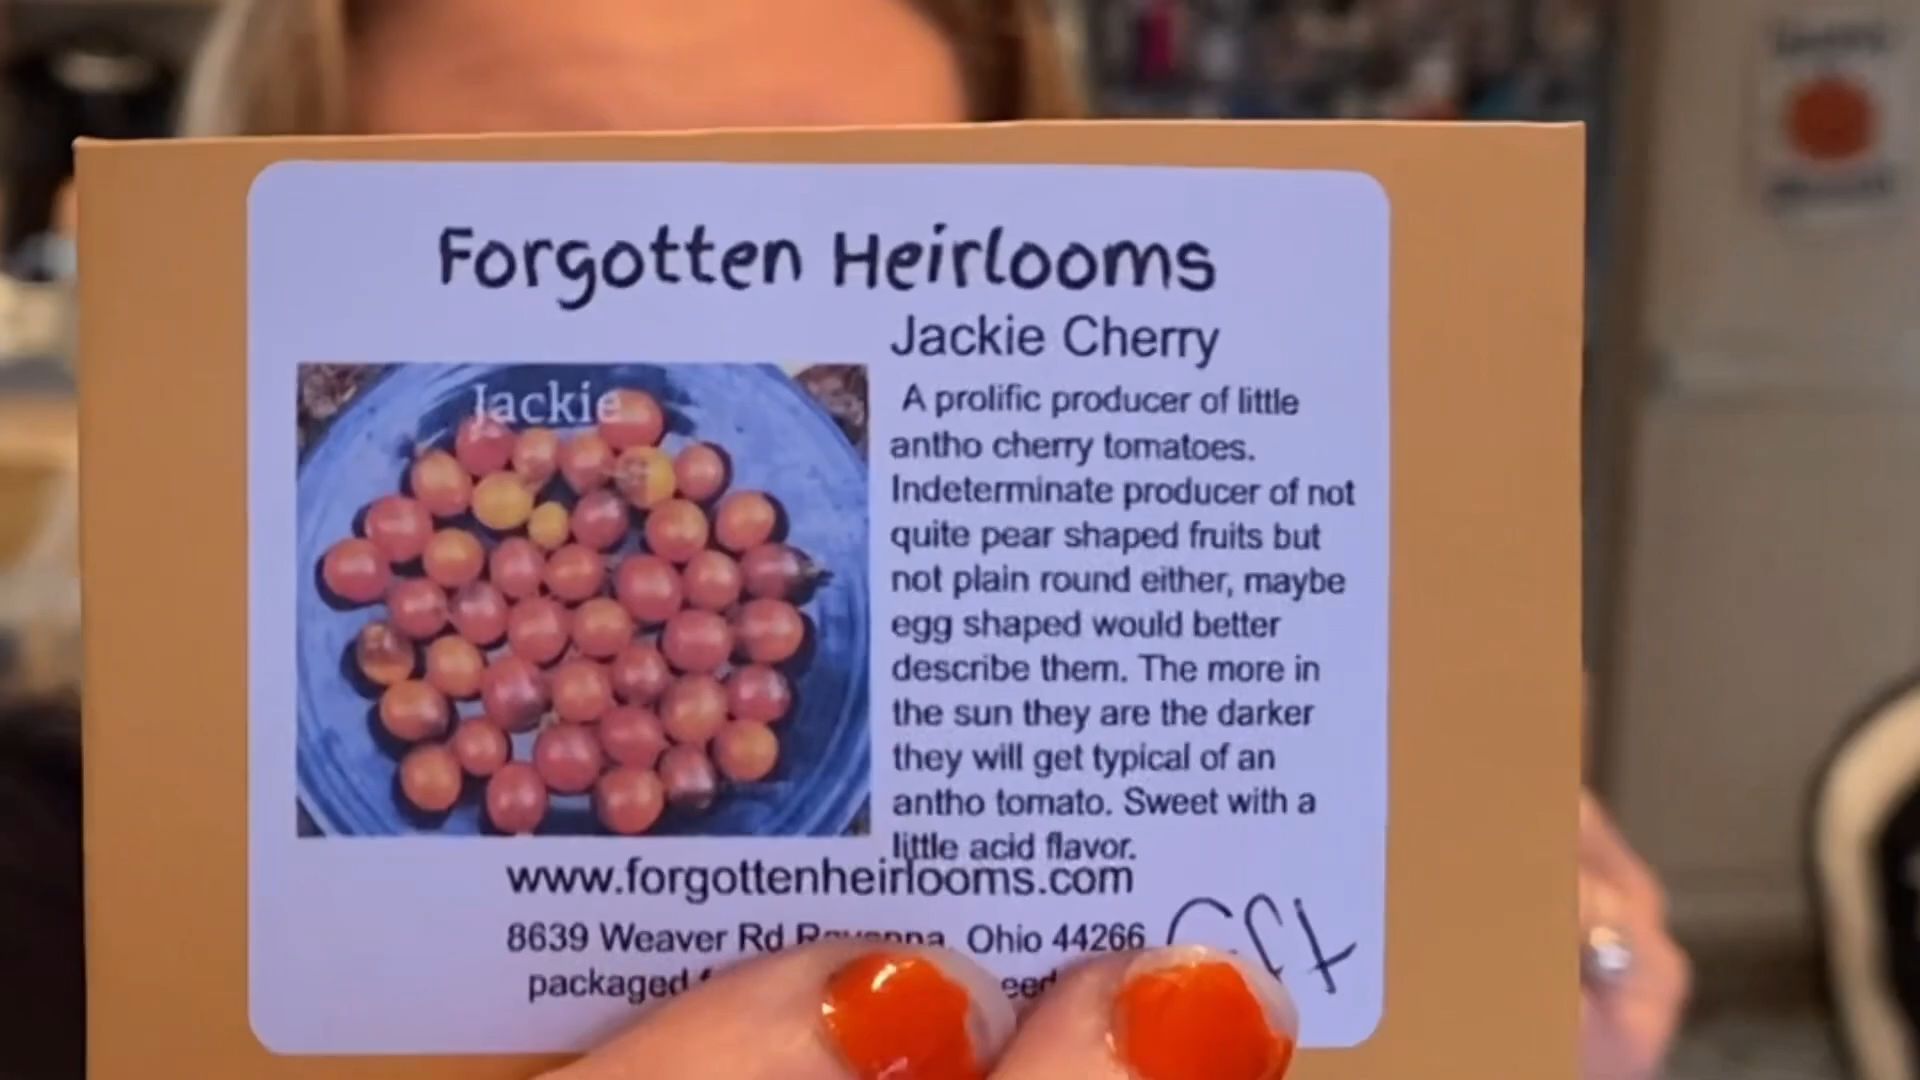 Forgotten Heirlooms
Jackie Cherry
Jackie
A prolific producer of little
antho cherry tomatoes.
Indeterminate producer of not
quite pear shaped fruits but
not plain round either, maybe
egg shaped would better
describe them. The more in
the sun they are the darker
they will get typical of an
antho tomato. Sweet with a
little acid flavor.
www.forgottenheirlooms.com
8639 Weaver Rd Ravenna, Ohio 44266
packaged